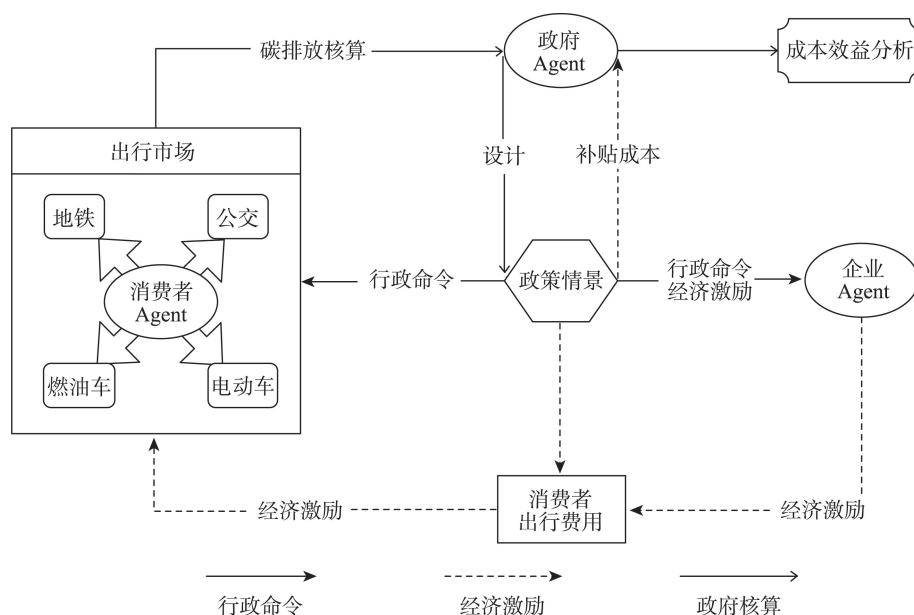 碳排放核算
政府
Agent
成本效益分析
出行市场
设计
补贴成本
地铁
公交
消费者
Agent
燃油车
电动车
行政命令
政策情景
行政命令
经济激励
企业
Agent
经济激励
消费者
出行费用
经济激励
行政命令
经济激励
政府核算